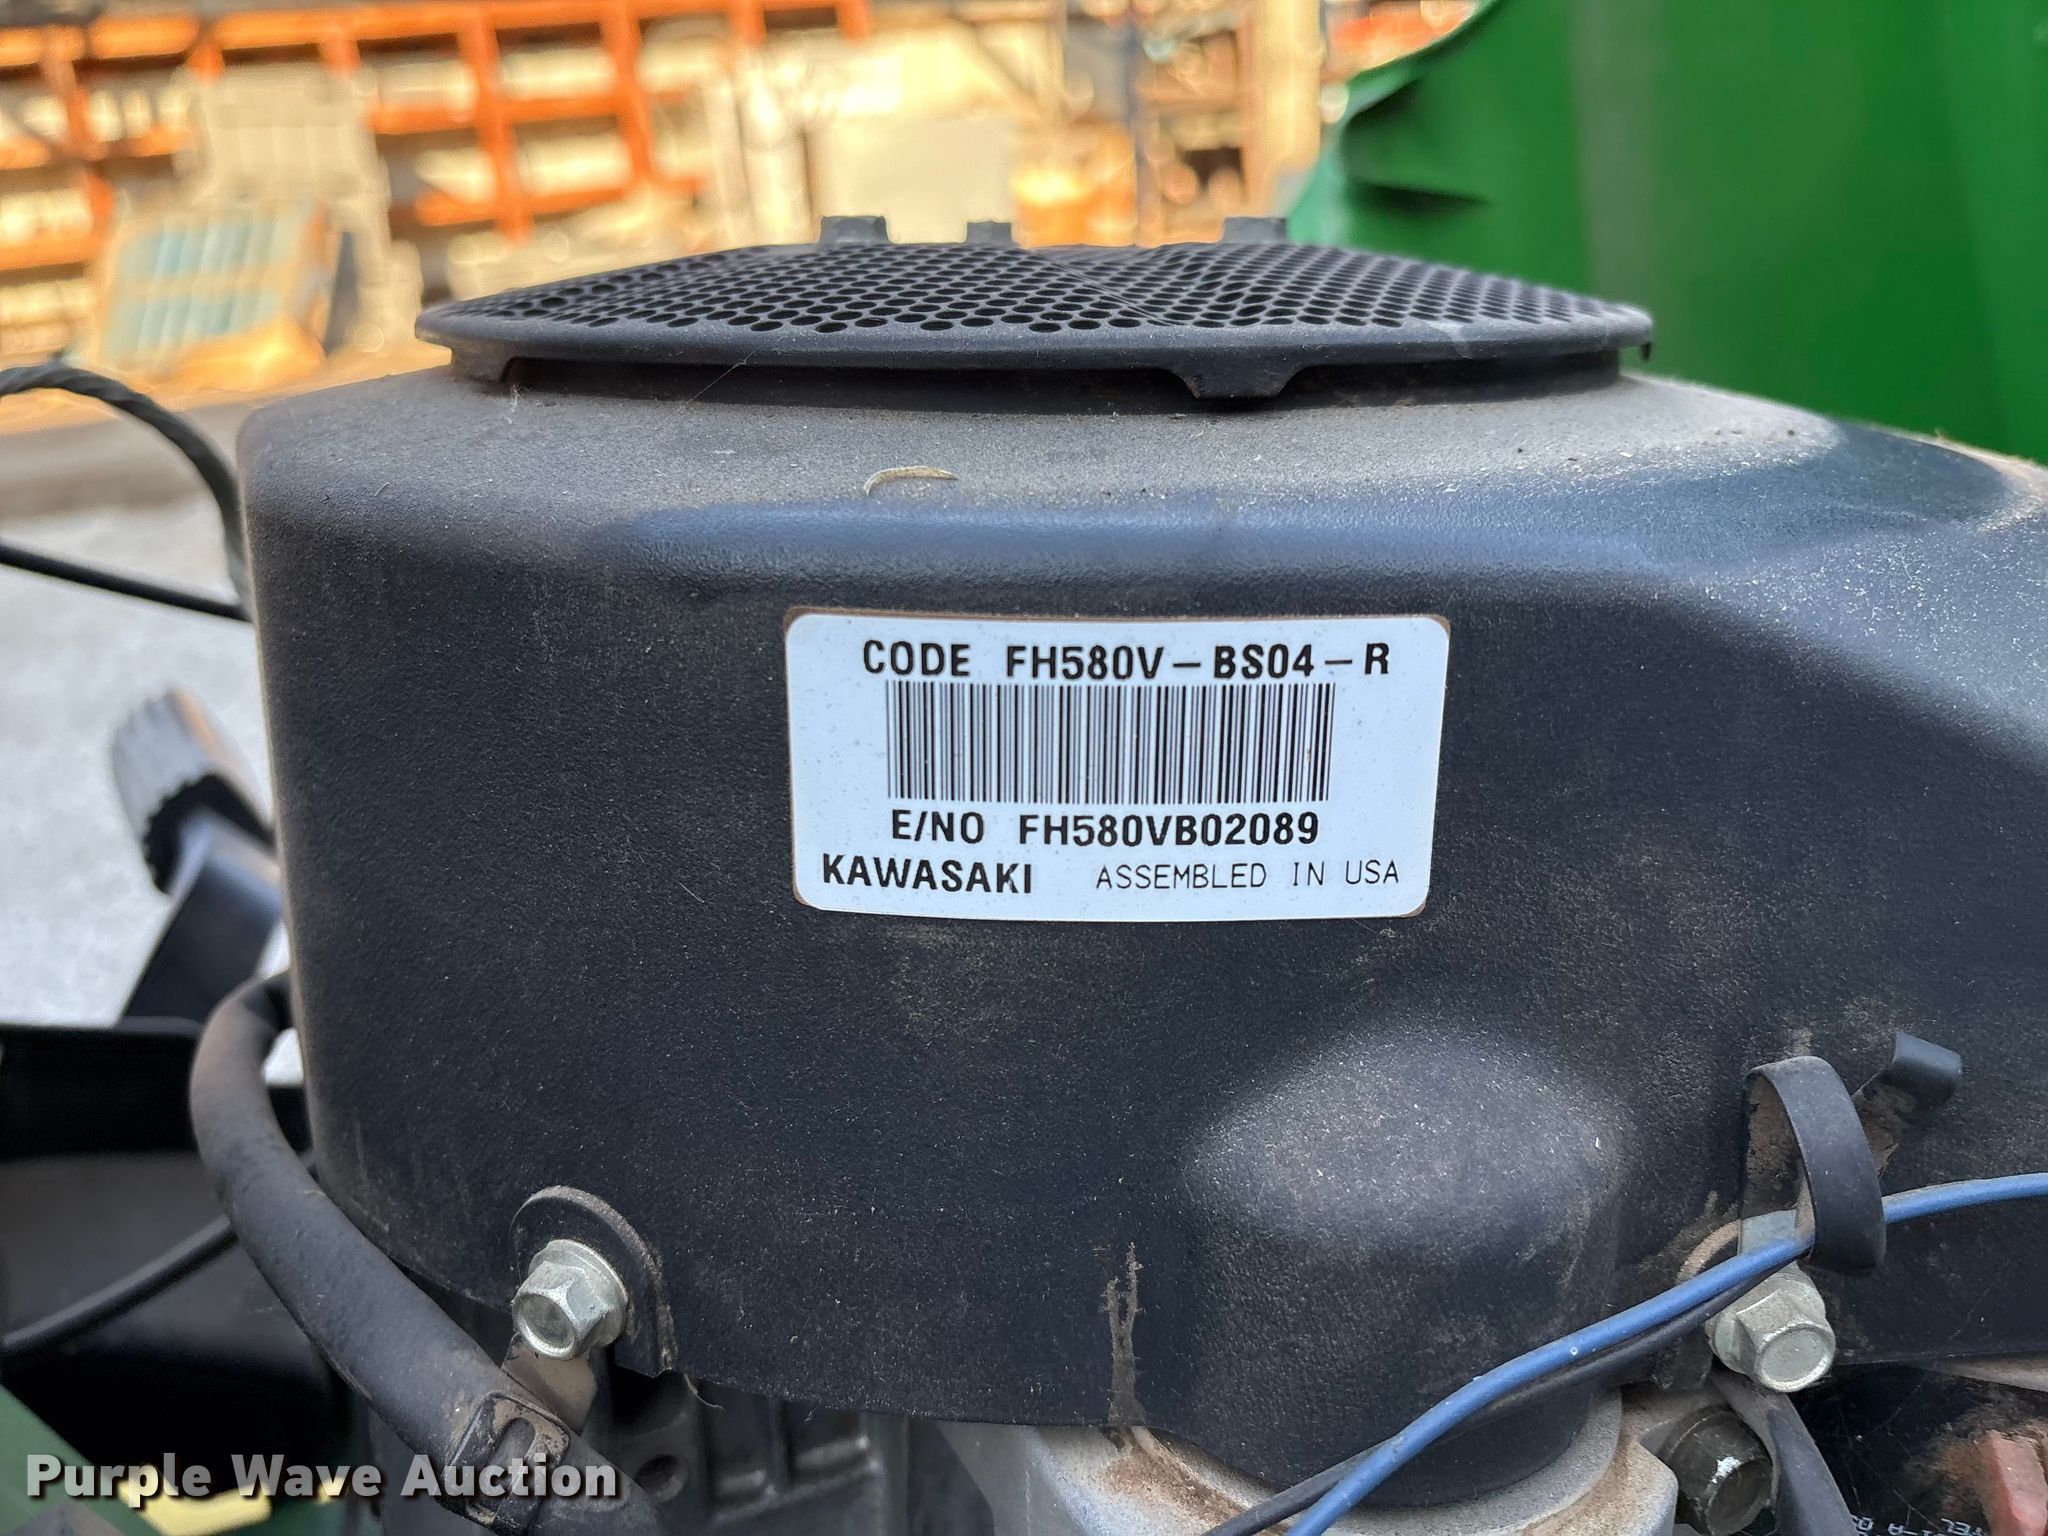 CODE FH580V-BS04-R
E/NO FH580VB02089
KAWASAKI ASSEMBLED IN USA
Purple Wave Auction